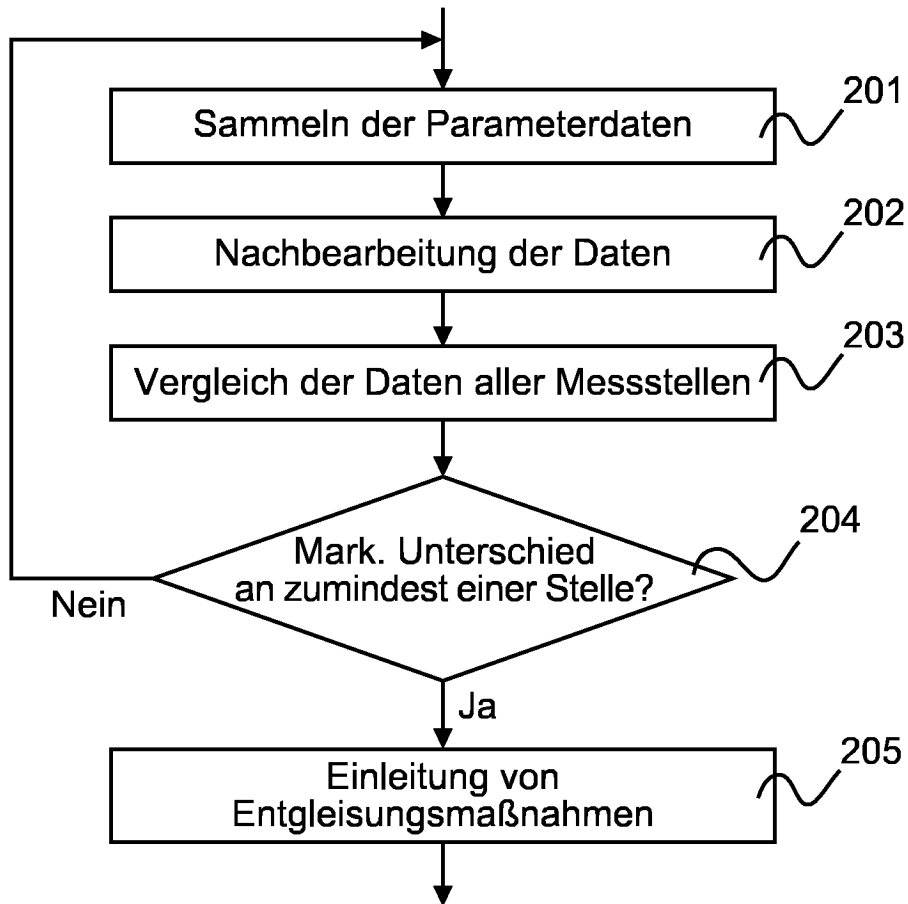 Sammeln der Parameterdaten
201
Nachbearbeitung der Daten
202
Vergleich der Daten aller Messstellen
203
Mark. Unterschied
an zumindest einer Stelle?
204
Nein
Ja
Einleitung von
Entgleisungsmaßnahmen
205